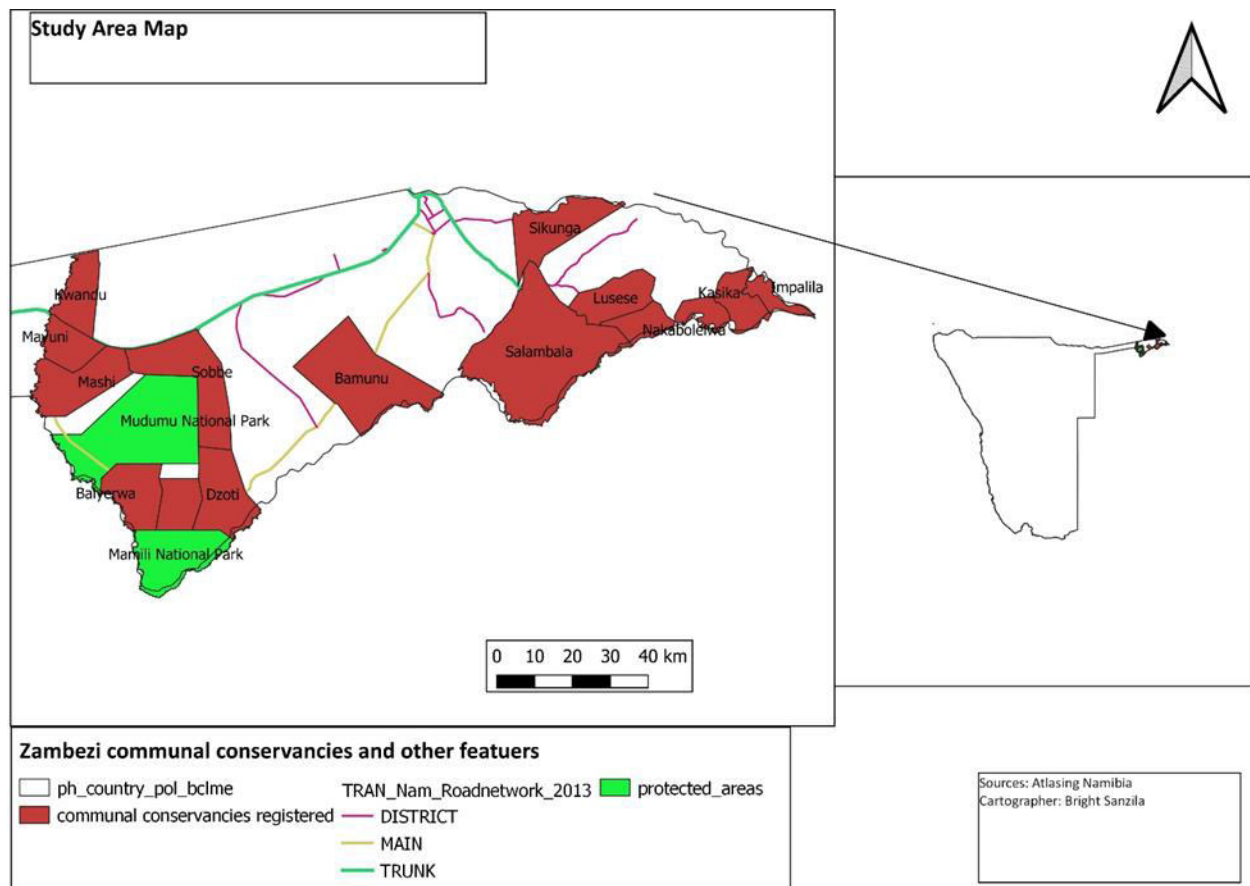 Study Area Map
Sikunga
Kwandu
Impalila
Kasika
Lusese
Mayuni
Nakabolelwa
Salambala
Sobbe
Mashi
Bamunu
Mudumu National Park
Balyerwa
Dzoti
Mamili National Park
0 10 20 30 40 km
Zambezi communal conservancies and other featuers
ph_country_pol_bclme
communal conservancies registered
TRAN_Nam_Roadnetwork_2013
DISTRICT
MAIN
TRUNK
protected_areas
Sources: Atlasing Namibia
Cartographer: Bright Sanzila